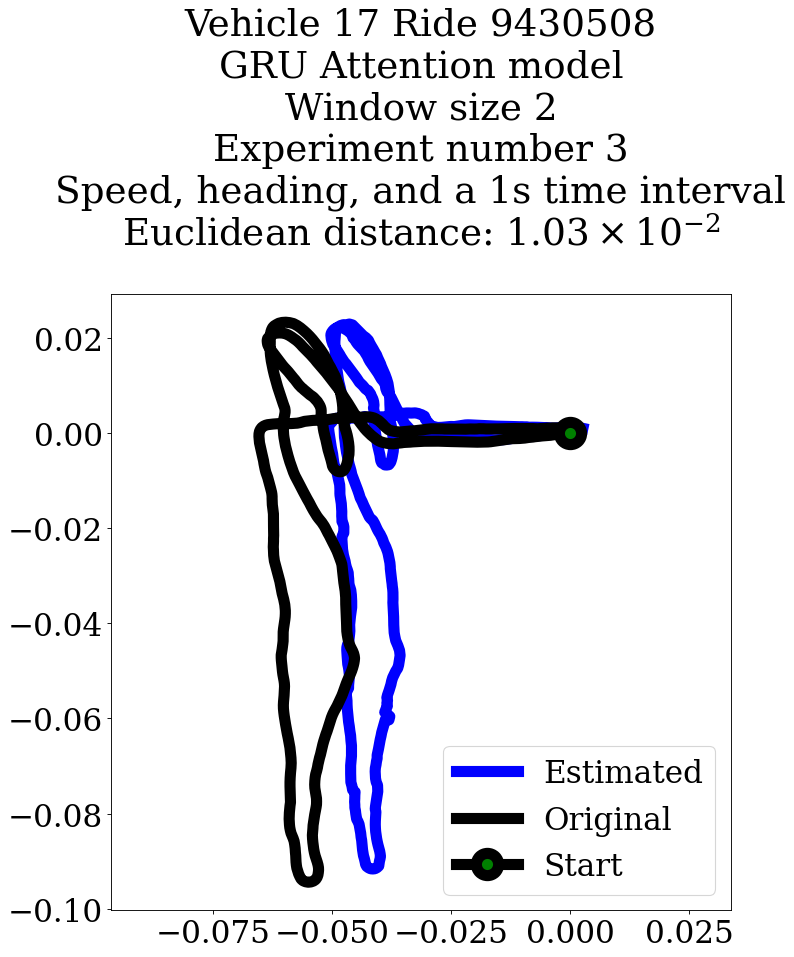 Vehicle 17 Ride 9430508
GRU Attention model
Window size 2
Experiment number 3
Speed, heading, and a 1s time interval
Euclidean distance: 1.03 × 10⁻²
0.02
0.00
−0.02
−0.04
−0.06
−0.08
−0.10
Estimated
Original
Start
−0.075 −0.050 −0.025 0.000 0.025